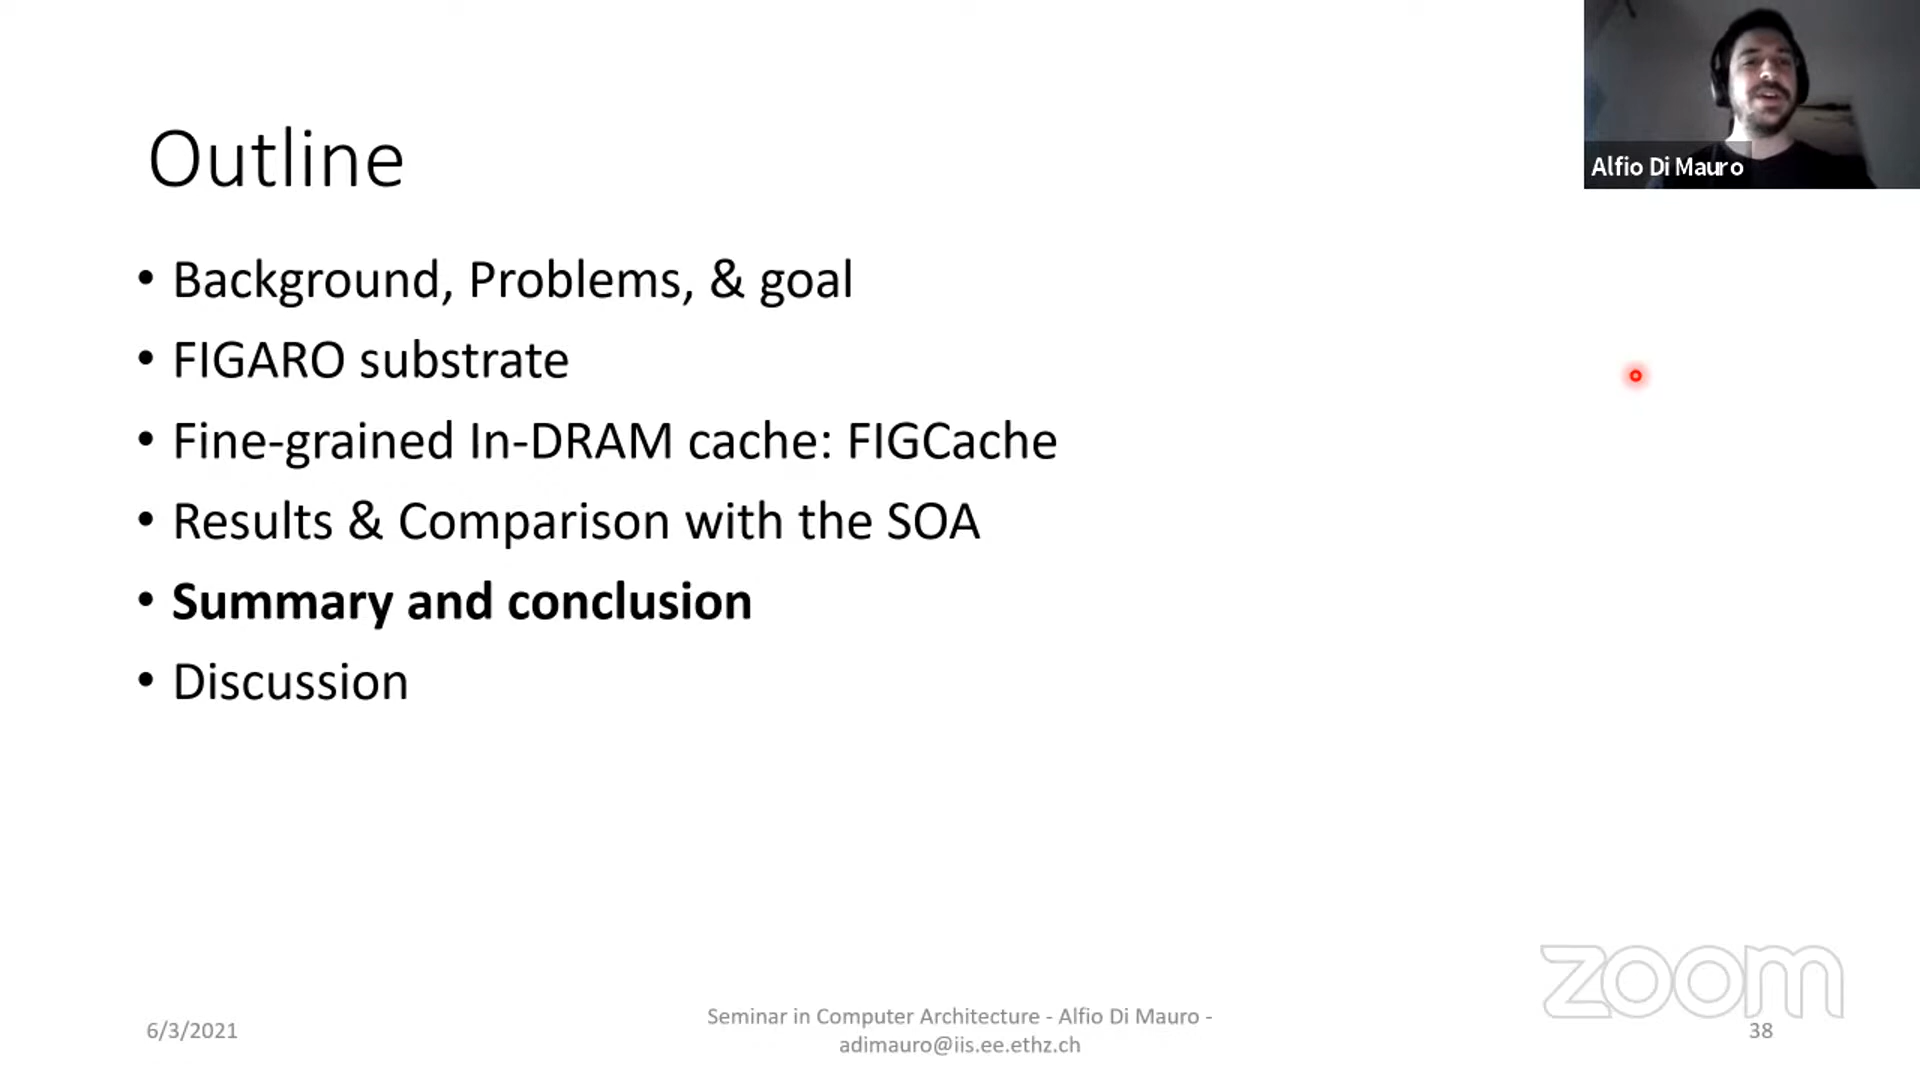 Outline
Alfio Di Mauro
• Background, Problems, & goal
• FIGARO substrate
• Fine-grained In-DRAM cache: FIGCache
• Results & Comparison with the SOA
• Summary and conclusion
• Discussion
zoom
6/3/2021
Seminar in Computer Architecture - Alfio Di Mauro -
adimauro@iis.ee.ethz.ch
38